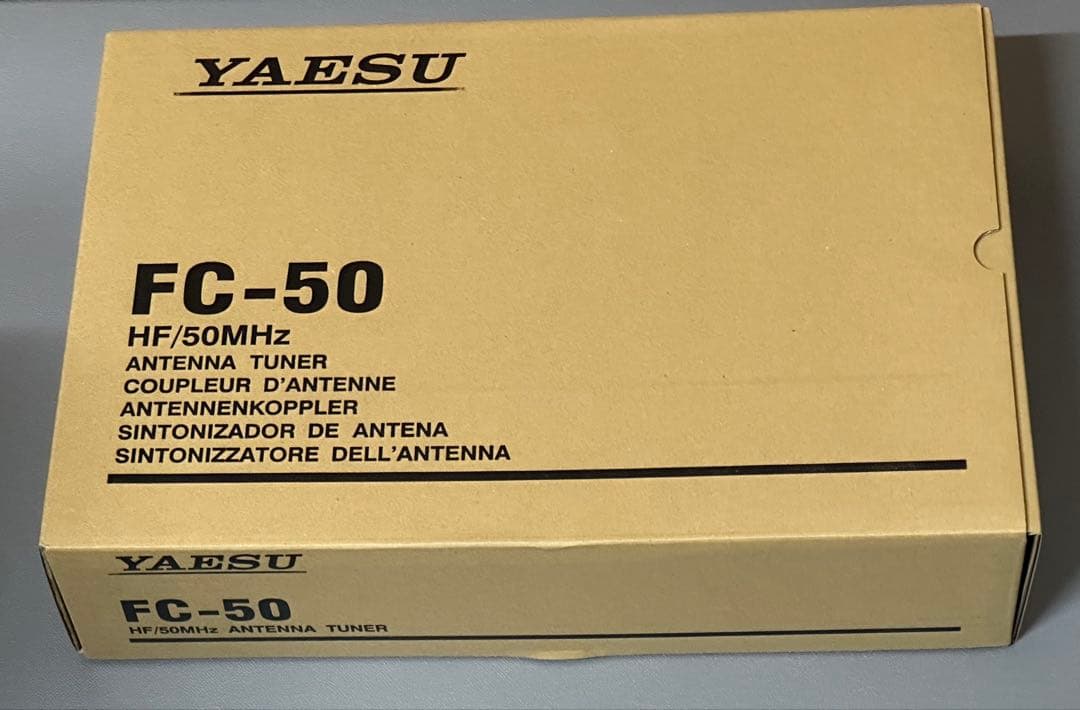 YAESU
FC-50
HF/50MHz
ANTENNA TUNER
COUPLEUR D'ANTENNE
ANTENNENKOPPLER
SINTONIZADOR DE ANTENA
SINTONIZZATORE DELL'ANTENNA
YAESU
FC-50
HF/50MHz ANTENNA TUNER